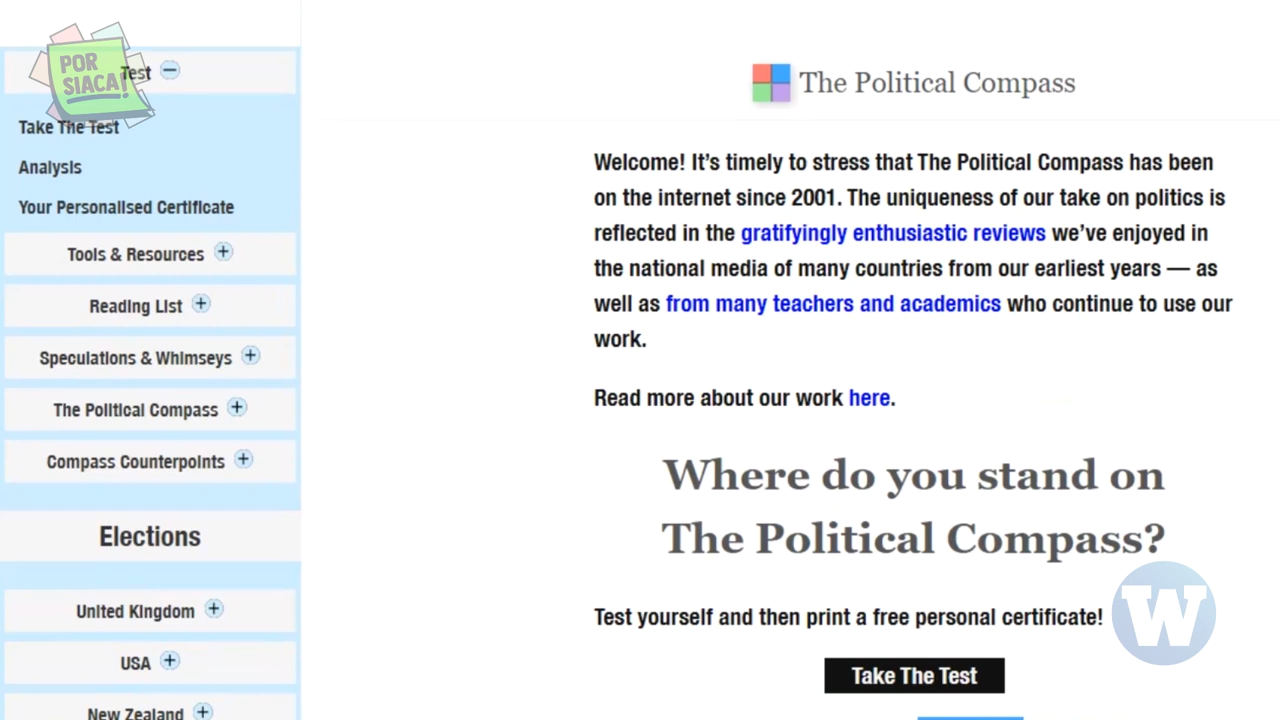 POR
SIACA!
Test
Take The Test
Analysis
Your Personalised Certificate
Tools & Resources
Reading List
Speculations & Whimseys
The Political Compass
Compass Counterpoints
Elections
United Kingdom
USA
New Zealand
The Political Compass
Welcome! It’s timely to stress that The Political Compass has been
on the internet since 2001. The uniqueness of our take on politics is
reflected in the gratifyingly enthusiastic reviews we’ve enjoyed in
the national media of many countries from our earliest years — as
well as from many teachers and academics who continue to use our
work.
Read more about our work here.
Where do you stand on
The Political Compass?
Test yourself and then print a free personal certificate!
W
Take The Test